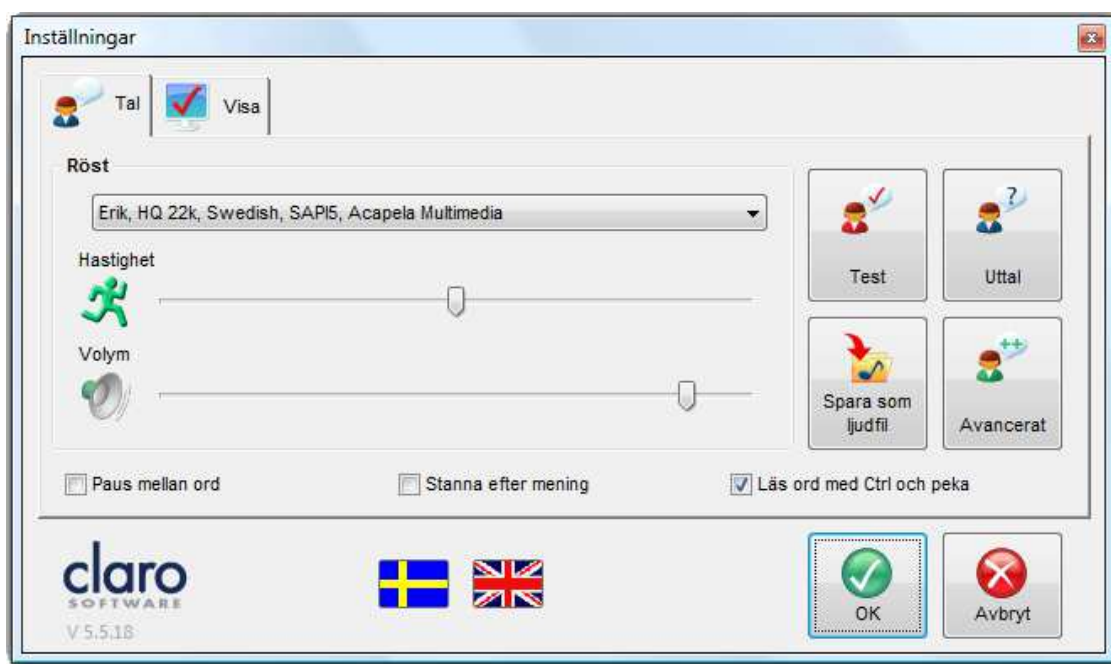 Inställningar
Tal
Visa
Röst
Erik, HQ 22k, Swedish, SAPI5, Acapela Multimedia
Hastighet
Volym
Test
Uttal
Spara som
ljudfil
Avancerat
Paus mellan ord
Stanna efter mening
Läs ord med Ctrl och peka
claro
SOFTWARE
V 5.5.18
OK
Avbryt